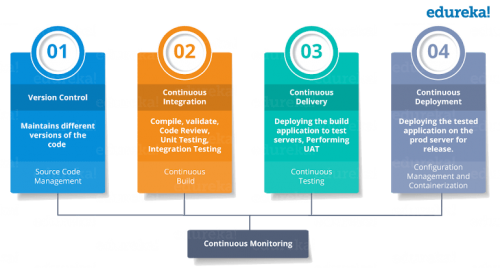 edureka!
01
Version Control
Maintains different
versions of the
code
Source Code
Management
02
Continuous
Integration
Compile, validate,
Code Review,
Unit Testing,
Integration Testing
Continuous
Build
03
Continuous
Delivery
Deploying the build
application to test
servers, Performing
UAT
Continuous
Testing
04
Continuous
Deployment
Deploying the tested
application on the
prod server for
release.
Configuration
Management and
Containerization
Continuous Monitoring